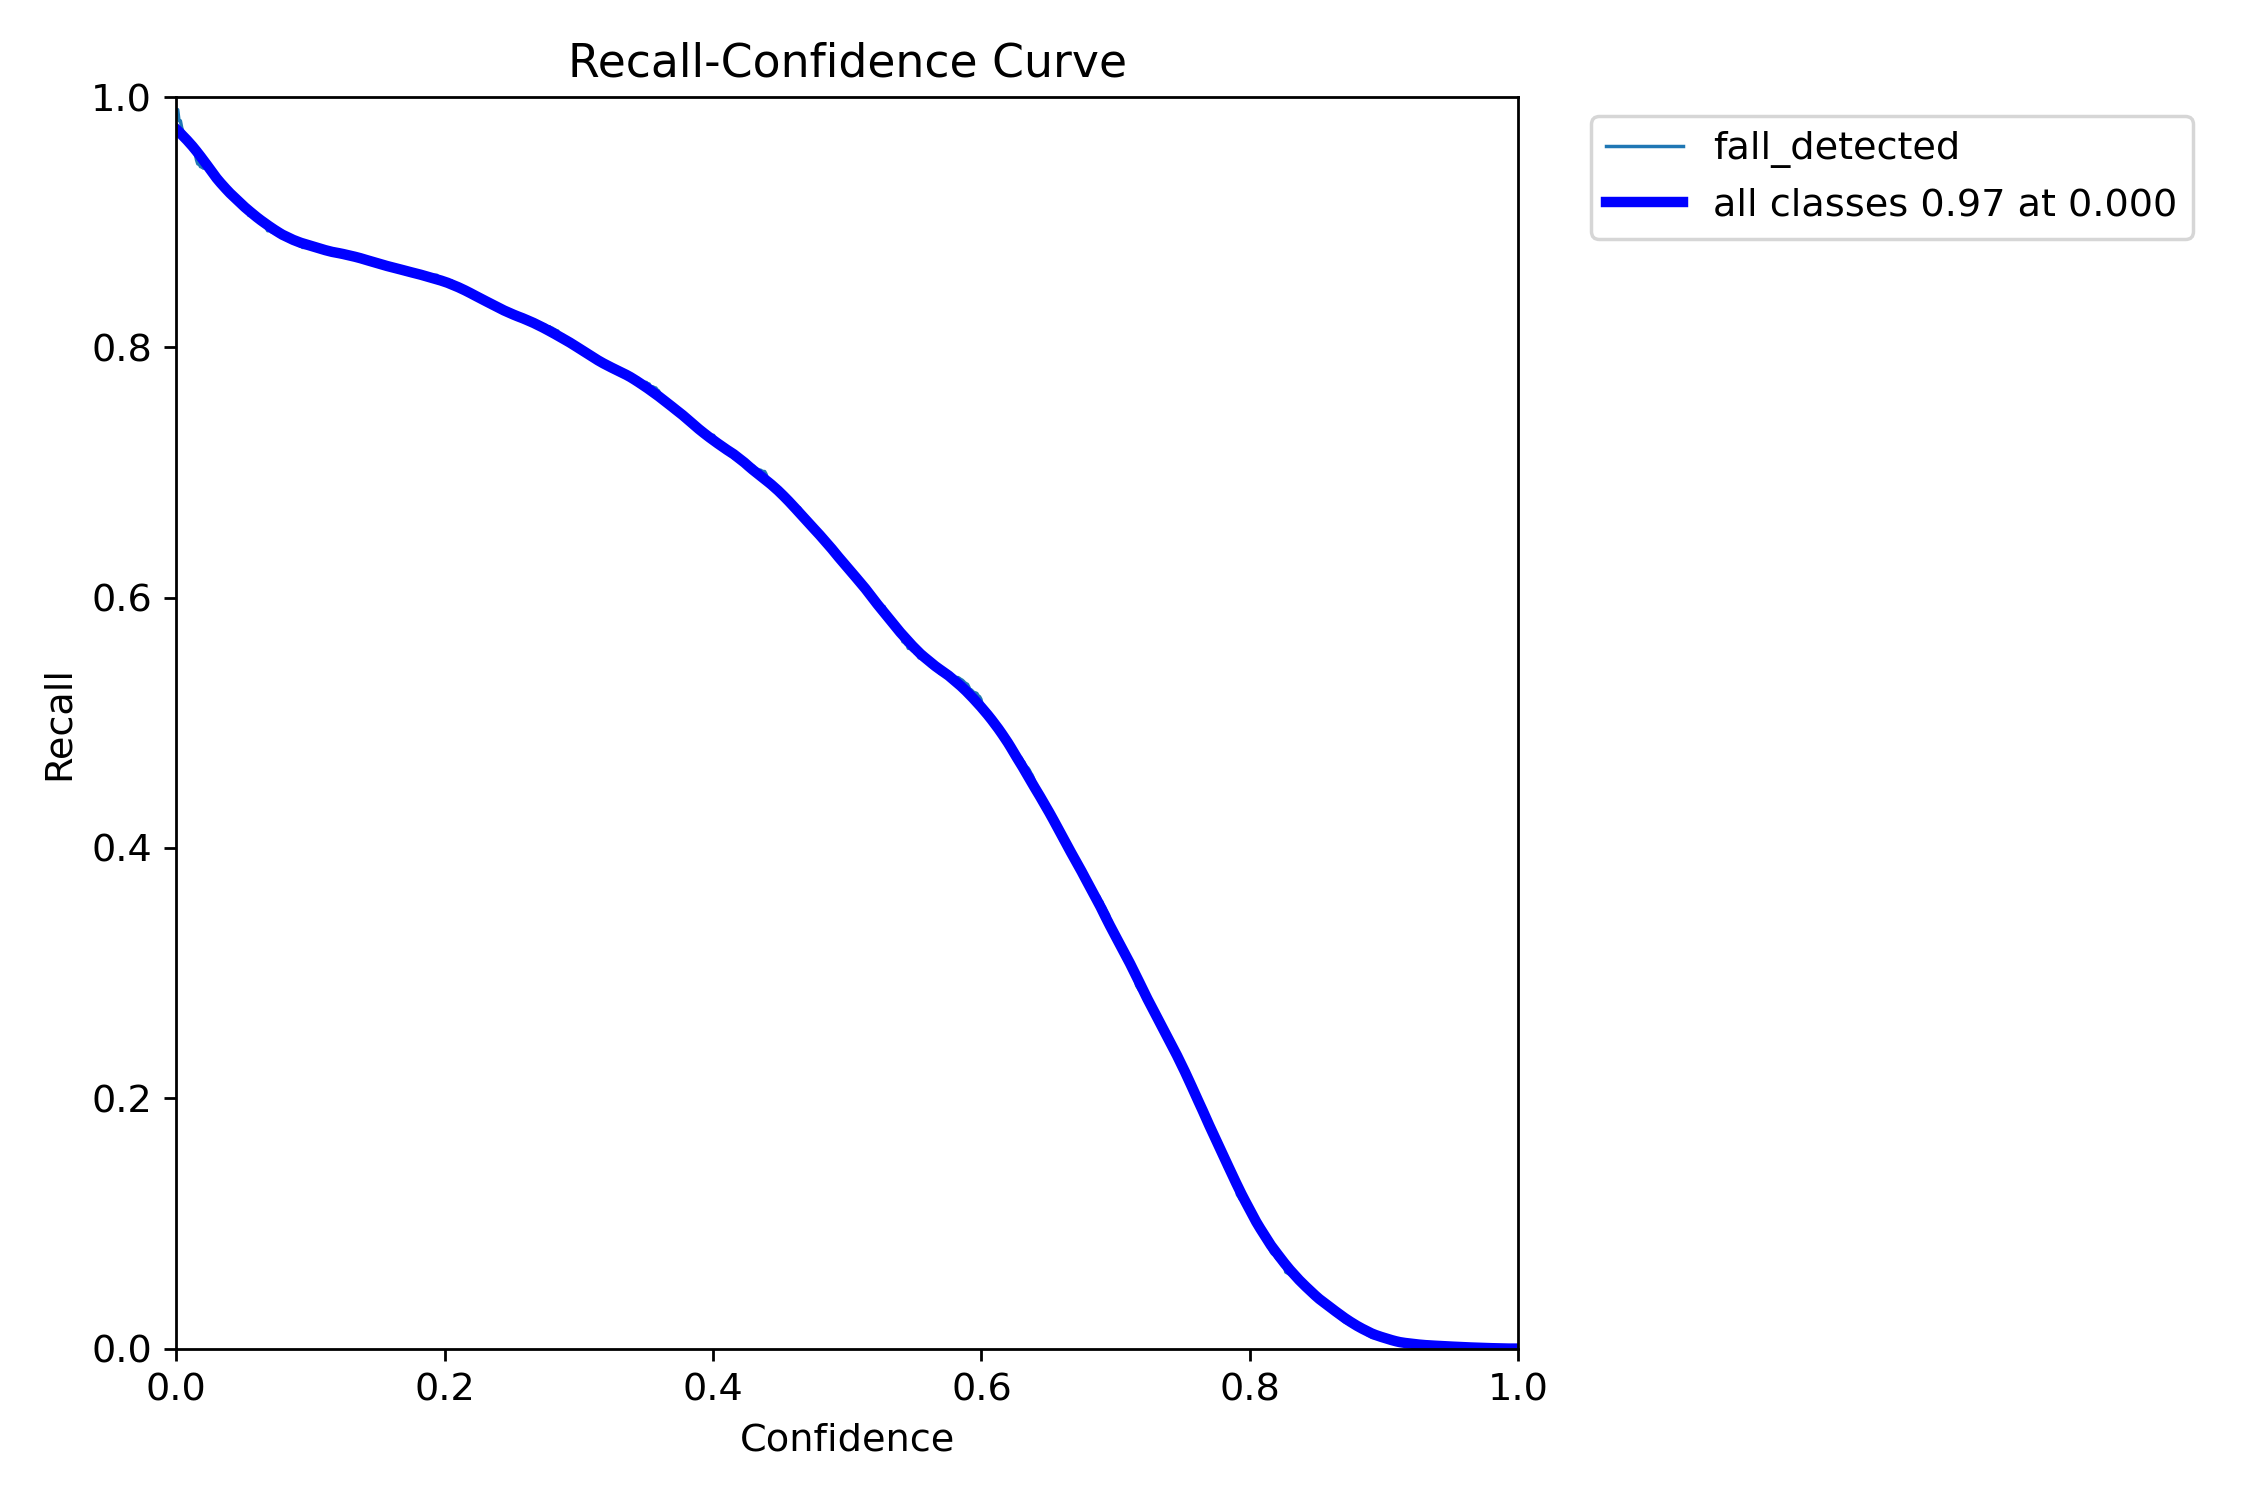 Recall-Confidence Curve
1.0
0.8
0.6
0.4
0.2
0.0
Recall
0.0 0.2 0.4 0.6 0.8 1.0
Confidence
fall_detected
all classes 0.97 at 0.000